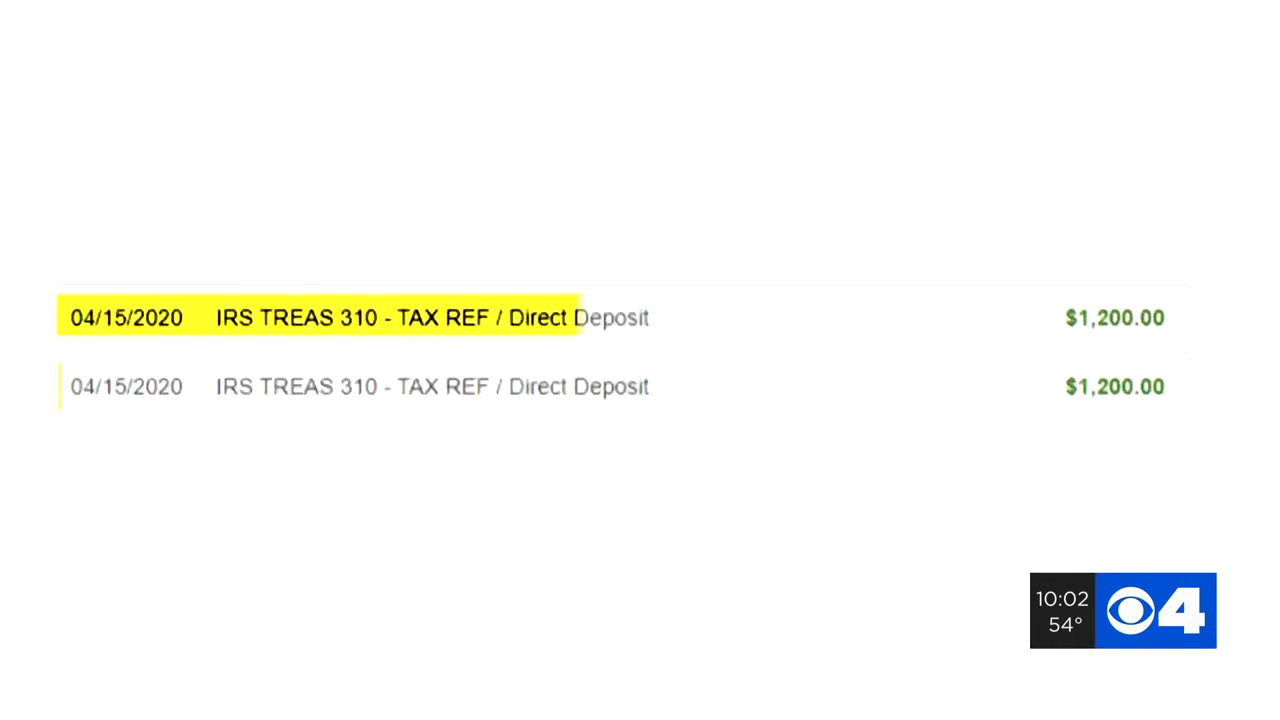 04/15/2020 IRS TREAS 310 - TAX REF / Direct Deposit $1,200.00
04/15/2020 IRS TREAS 310 - TAX REF / Direct Deposit $1,200.00
10:02
54°
4